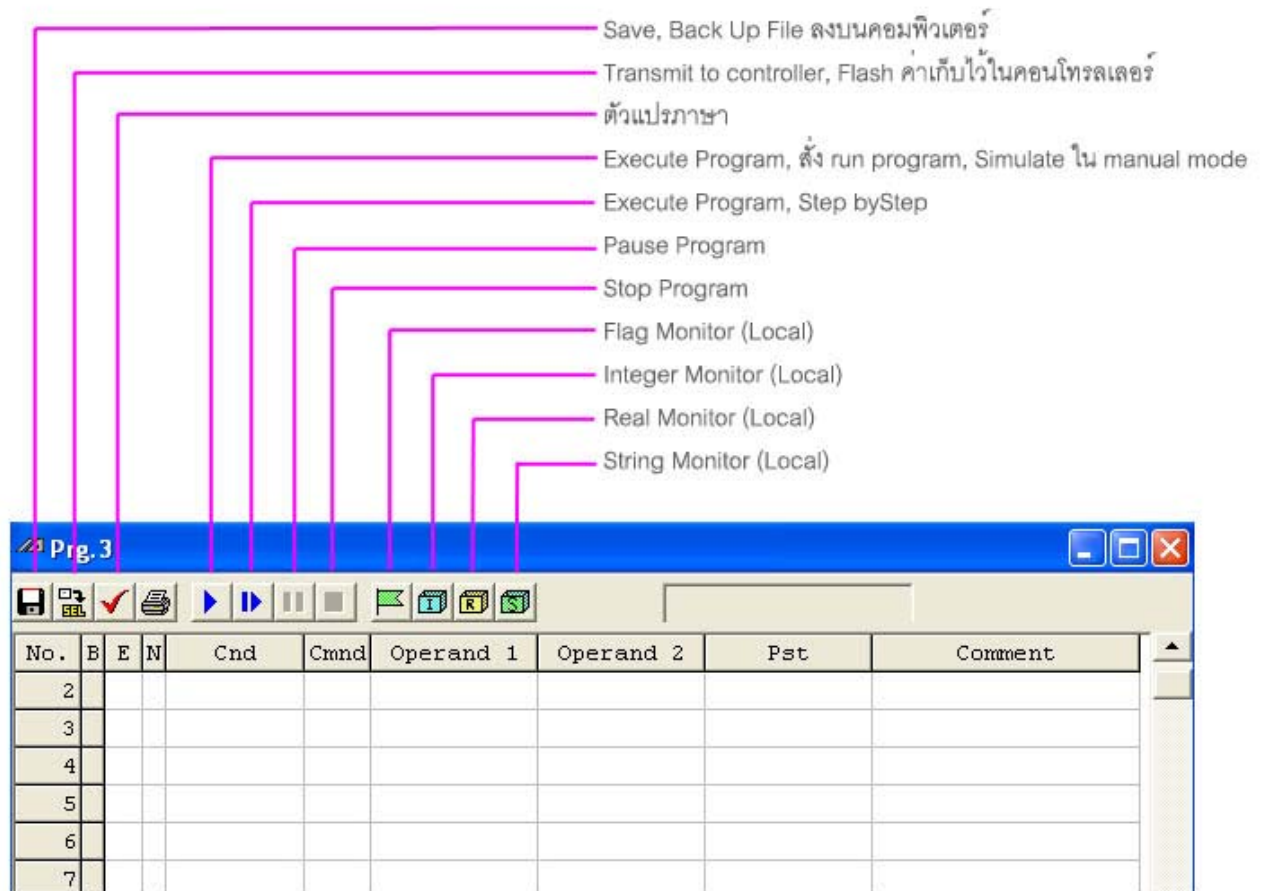 Save, Back Up File ลงบนคอมพิวเตอร์
Transmit to controller, Flash ค่าเก็บไว้ในคอนโทรลเลอร์
ตัวแปรภาษา
Execute Program, สั่ง run program, Simulate ใน manual mode
Execute Program, Step byStep
Pause Program
Stop Program
Flag Monitor (Local)
Integer Monitor (Local)
Real Monitor (Local)
String Monitor (Local)
Prg. 3
SEL I R S
No. B E N Cnd Cmnd Operand 1 Operand 2 Pst Comment
2
3
4
5
6
7